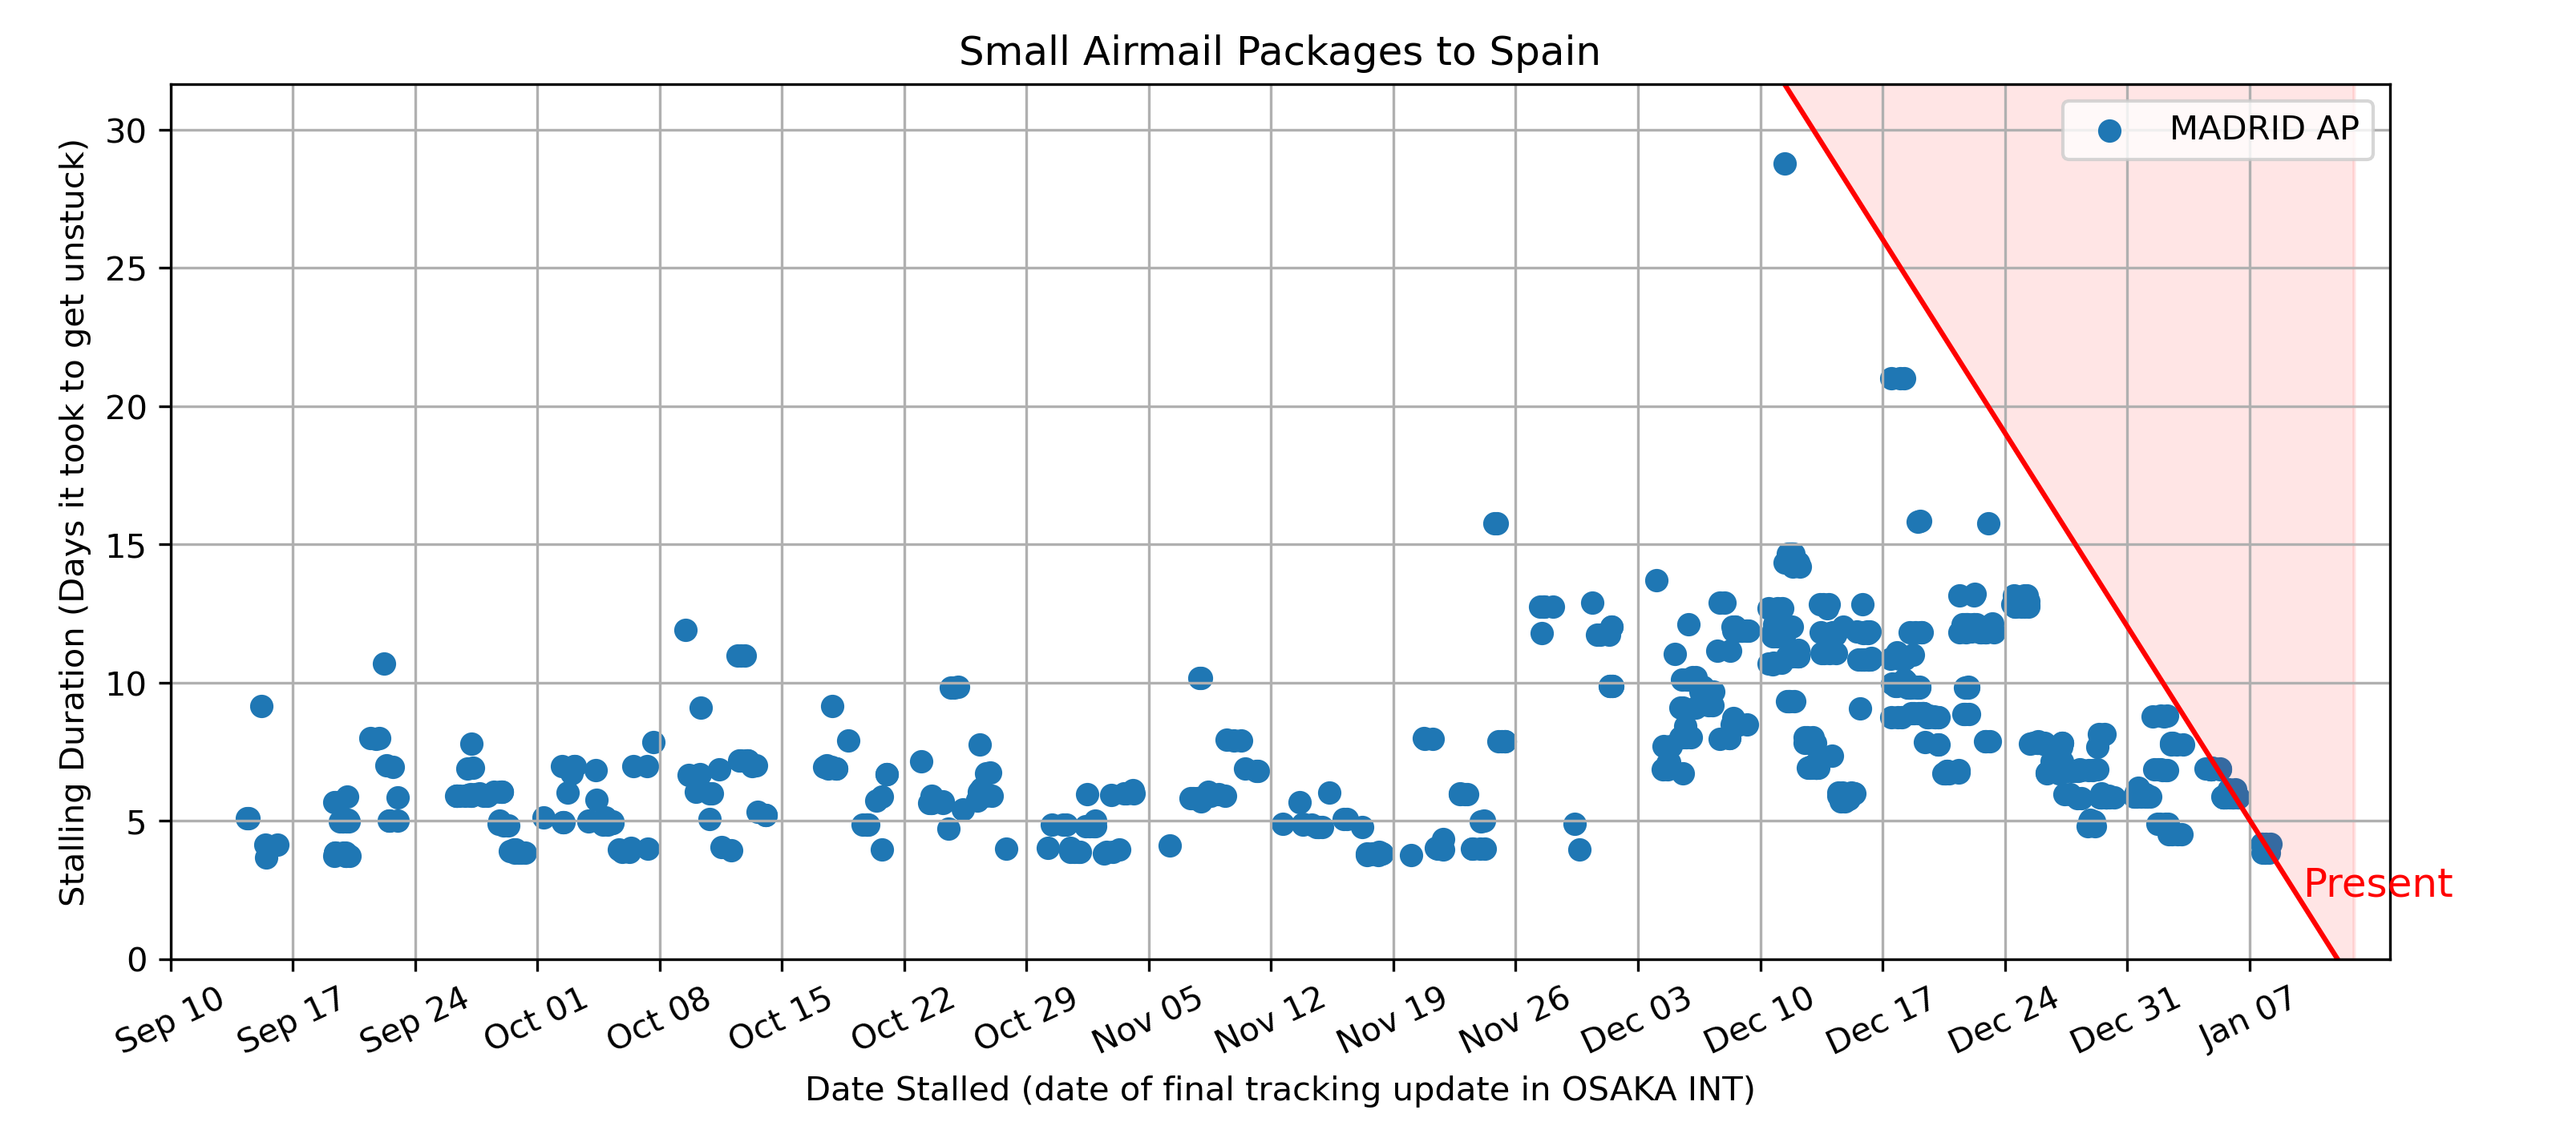 Small Airmail Packages to Spain
MADRID AP
Stalling Duration (Days it took to get unstuck)
30
25
20
15
10
5
0
Present
Sep 10
Sep 17
Sep 24
Oct 01
Oct 08
Oct 15
Oct 22
Oct 29
Nov 05
Nov 12
Nov 19
Nov 26
Dec 03
Dec 10
Dec 17
Dec 24
Dec 31
Jan 07
Date Stalled (date of final tracking update in OSAKA INT)